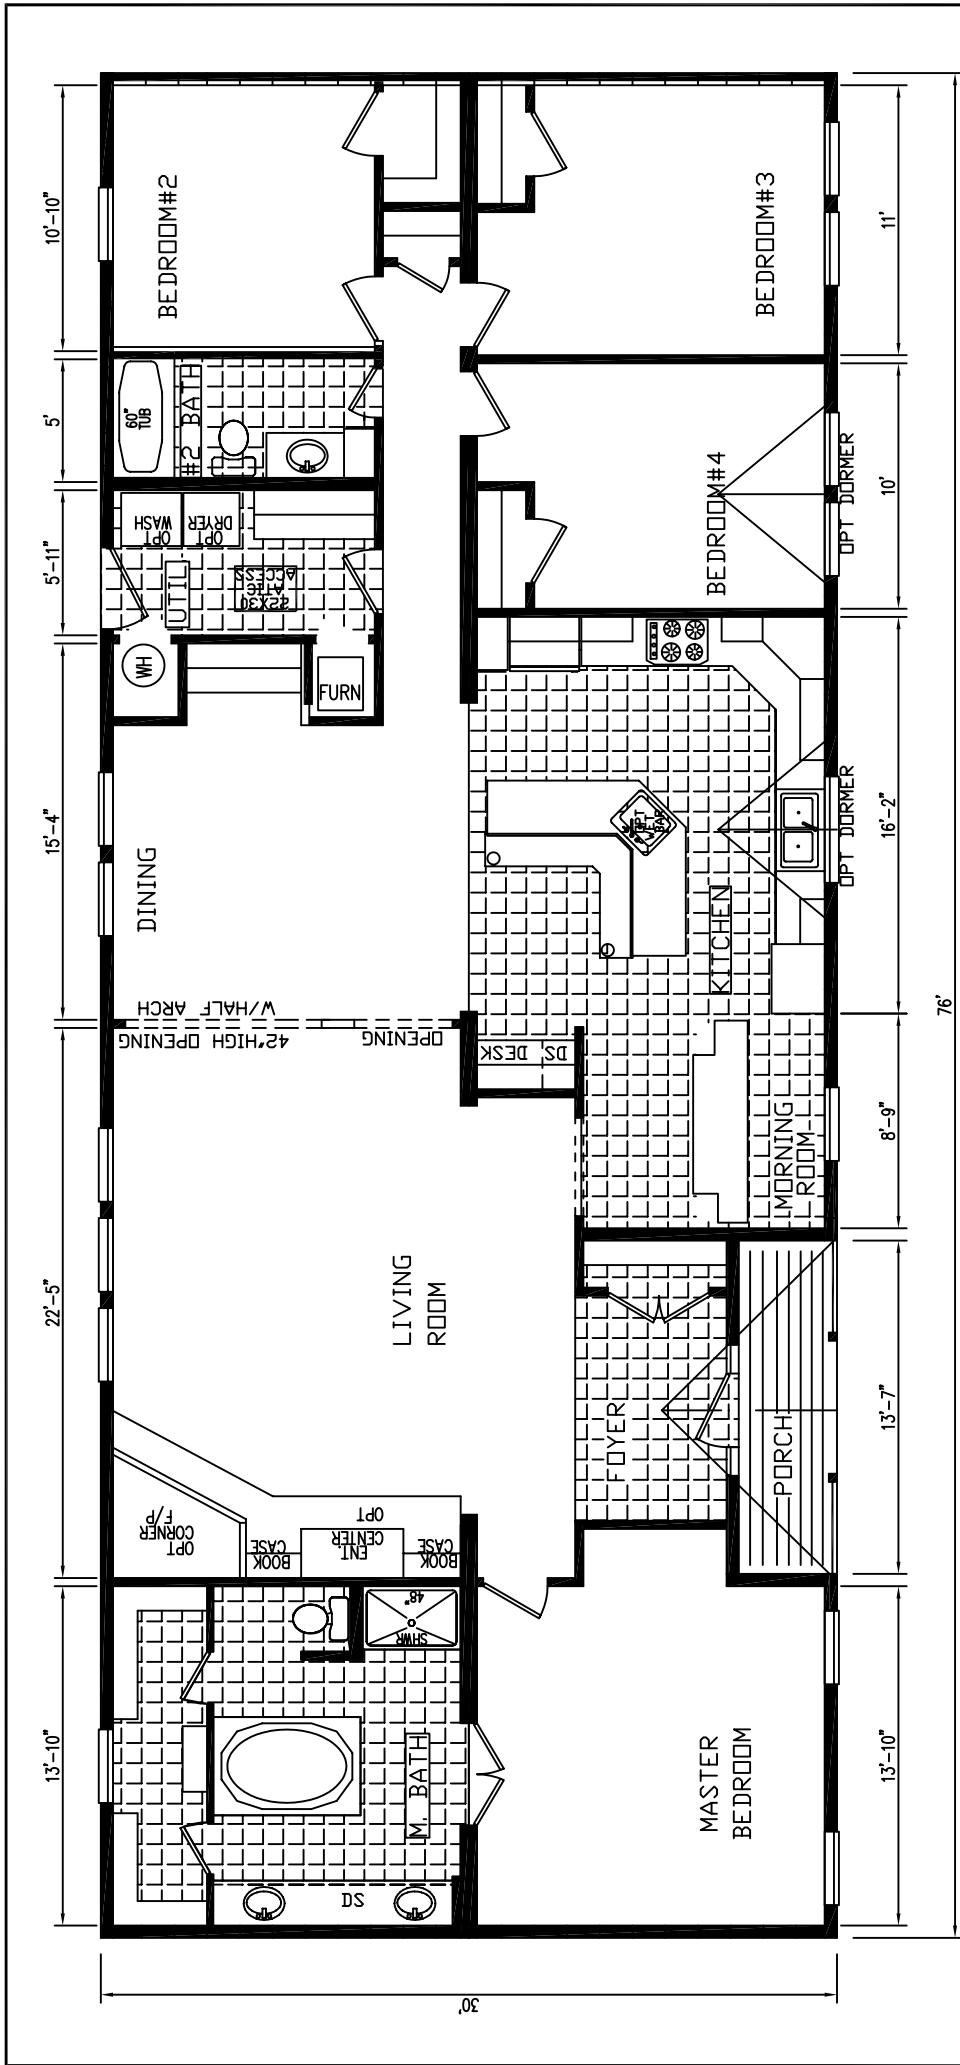 10'-10"
5'
5'-11"
15'-4"
22'-5"
13'-10"
BEDROOM#2
60"
TUB
#2 BATH
OPT
WASH
OPT
DRYER
UTIL
22X30
ATIC
ACCESS
WH
FURN
DINING
W/HALF ARCH
42"HIGH OPENING
OPENING
LIVING
ROOM
OPT
CORNER
F/P
BOOK
CASE
ENT.
CENTER
OPT
BOOK
CASE
SHWR
48"
M. BATH
DS
BEDROOM#3
BEDROOM#4
OPT DORMER
OPT
WET
BAR
KITCHEN
OPT DORMER
DESK
DS
MORNING
ROOM
FOYER
PORCH
MASTER
BEDROOM
11'
10'
16'-2"
8'-9"
13'-7"
13'-10"
76'
30'